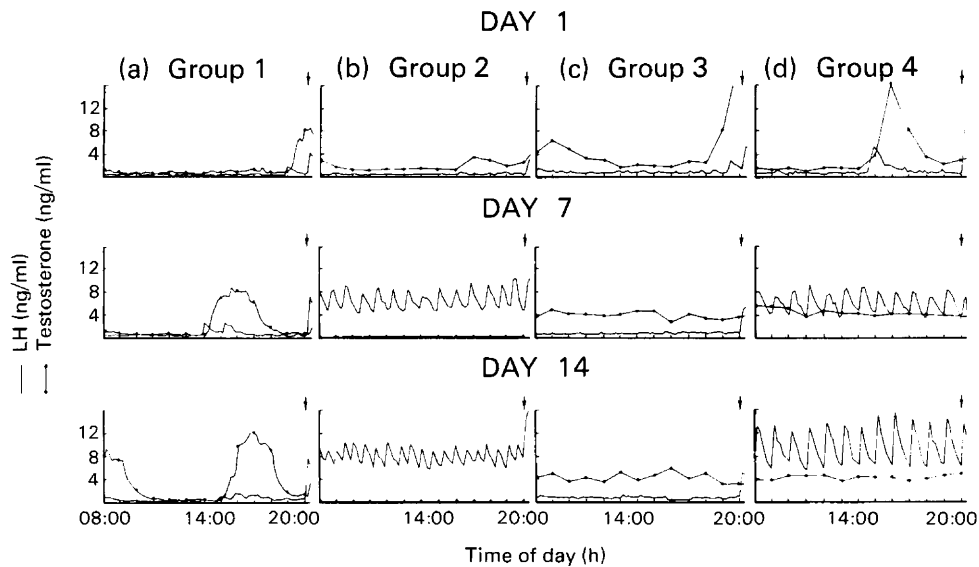 DAY 1
(a) Group 1
(b) Group 2
(c) Group 3
(d) Group 4
12
8
4
DAY 7
12
8
4
DAY 14
12
8
4
LH (ng/ml)
Testosterone (ng/ml)
08:00 14:00 20:00 14:00 20:00 14:00 20:00 14:00 20:00
Time of day (h)